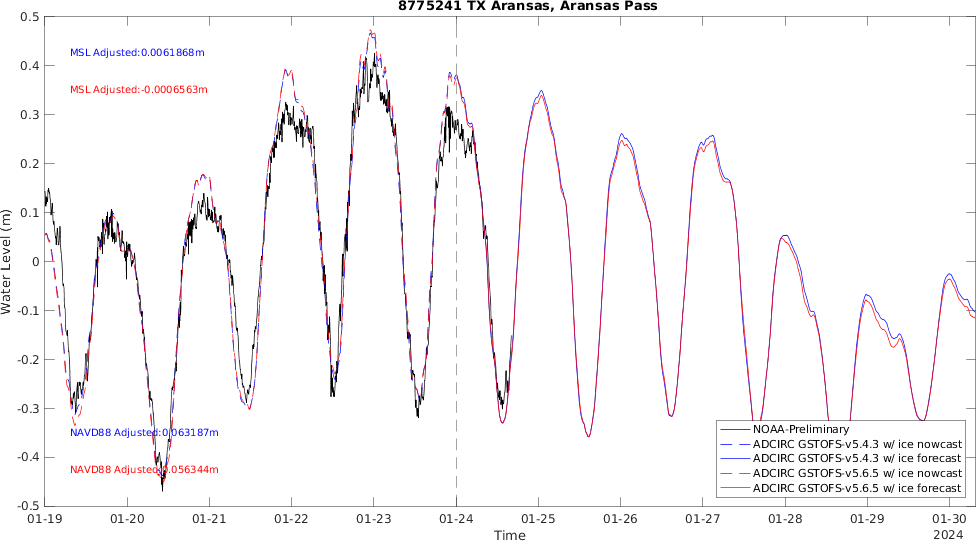 8775241 TX Aransas, Aransas Pass
0.5
0.4
0.3
0.2
0.1
0
-0.1
-0.2
-0.3
-0.4
-0.5
Water Level (m)
MSL Adjusted:0.0061868m
MSL Adjusted:-0.0006563m
NAVD88 Adjusted:0.063187m
NAVD88 Adjusted:0.056344m
NOAA-Preliminary
ADCIRC GSTOFS-v5.4.3 w/ ice nowcast
ADCIRC GSTOFS-v5.4.3 w/ ice forecast
ADCIRC GSTOFS-v5.6.5 w/ ice nowcast
ADCIRC GSTOFS-v5.6.5 w/ ice forecast
01-19 01-20 01-21 01-22 01-23 01-24 01-25 01-26 01-27 01-28 01-29 01-30
2024
Time